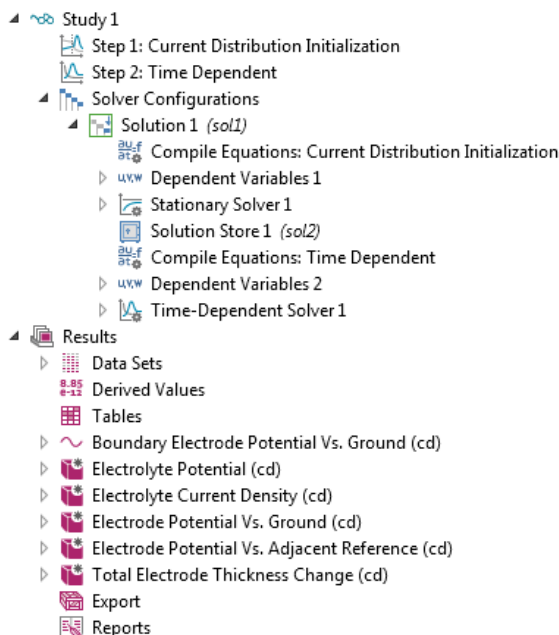 Study 1
Step 1: Current Distribution Initialization
Step 2: Time Dependent
Solver Configurations
Solution 1 (sol1)
Compile Equations: Current Distribution Initialization
u,v,w Dependent Variables 1
Stationary Solver 1
Solution Store 1 (sol2)
Compile Equations: Time Dependent
u,v,w Dependent Variables 2
Time-Dependent Solver 1
Results
Data Sets
8.85 e-12 Derived Values
Tables
Boundary Electrode Potential Vs. Ground (cd)
Electrolyte Potential (cd)
Electrolyte Current Density (cd)
Electrode Potential Vs. Ground (cd)
Electrode Potential Vs. Adjacent Reference (cd)
Total Electrode Thickness Change (cd)
Export
Reports